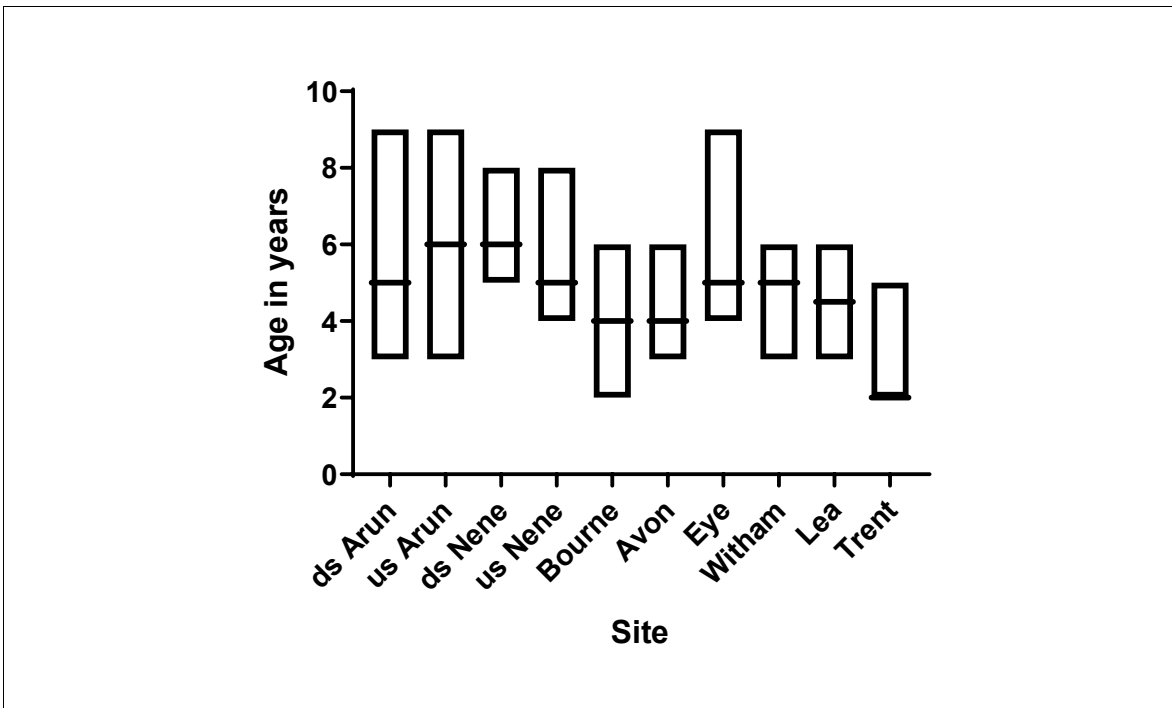 Age in years
10
8
6
4
2
0
ds Arun
us Arun
ds Nene
us Nene
Bourne
Avon
Eye
Witham
Lea
Trent
Site